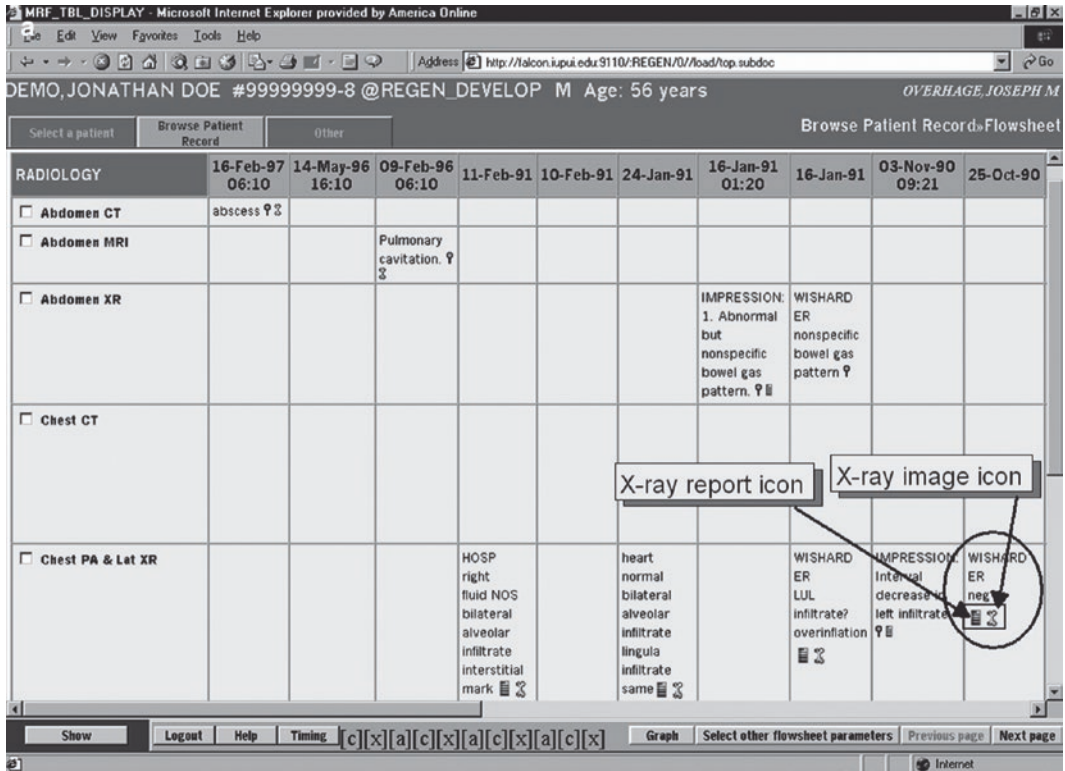 MRF_TBL_DISPLAY - Microsoft Internet Explorer provided by America Online
a
Edit View Favorites Tools Help
Address http://falcon.iupui.edu:9110/:REGEN/0//load/top.subdoc Go
DEMO, JONATHAN DOE #99999999-8 @REGEN_DEVELOP M Age: 56 years OVERHAGE, JOSEPH M
Select a patient
Browse Patient
Record
Other
Browse Patient Record»Flowsheet
RADIOLOGY
16-Feb-97
06:10
14-May-96
16:10
09-Feb-96
06:10
11-Feb-91
10-Feb-91
24-Jan-91
16-Jan-91
01:20
16-Jan-91
03-Nov-90
09:21
25-Oct-90
Abdomen CT
abscess
Abdomen MRI
Pulmonary
cavitation.
Abdomen XR
IMPRESSION:
1. Abnormal
but
nonspecific
bowel gas
pattern.
WISHARD
ER
nonspecific
bowel gas
pattern
Chest CT
X-ray report icon
X-ray image icon
Chest PA & Lat XR
HOSP
right
fluid NOS
bilateral
alveolar
infiltrate
interstitial
mark
heart
normal
bilateral
alveolar
infiltrate
lingula
infiltrate
same
WISHARD
ER
LUL
infiltrate?
overinflation
IMPRESSION:
Interval
decrease in
left infiltrate
WISHARD
ER
neg
Show Logout Help Timing [c][x][a][c][x][a][c][x][a][c][x] Graph Select other flowsheet parameters Previous page Next page
Internet